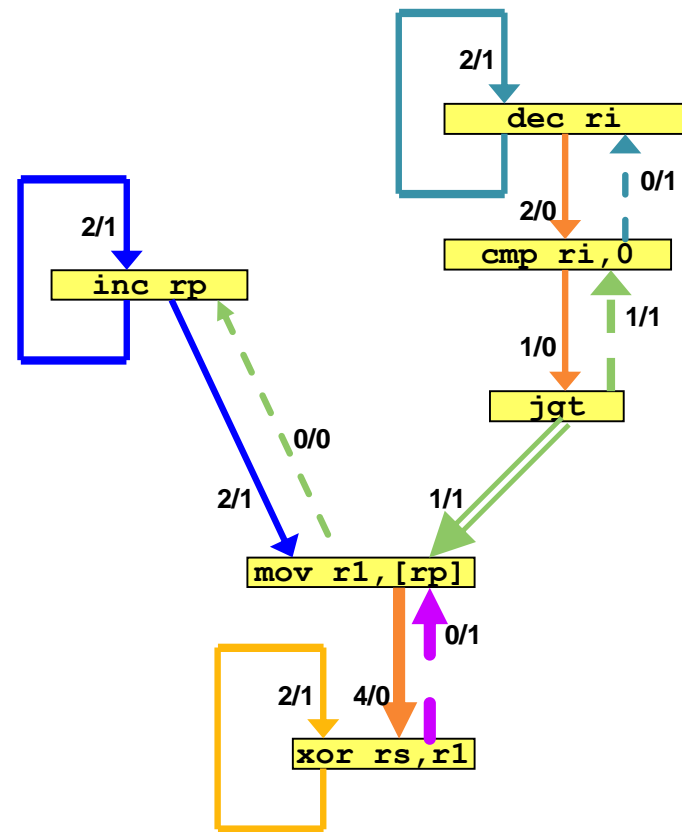 2/1
dec ri
0/1
2/0
2/1
cmp ri,0
inc rp
1/1
1/0
jgt
0/0
2/1
1/1
mov r1,[rp]
0/1
2/1
4/0
xor rs,r1